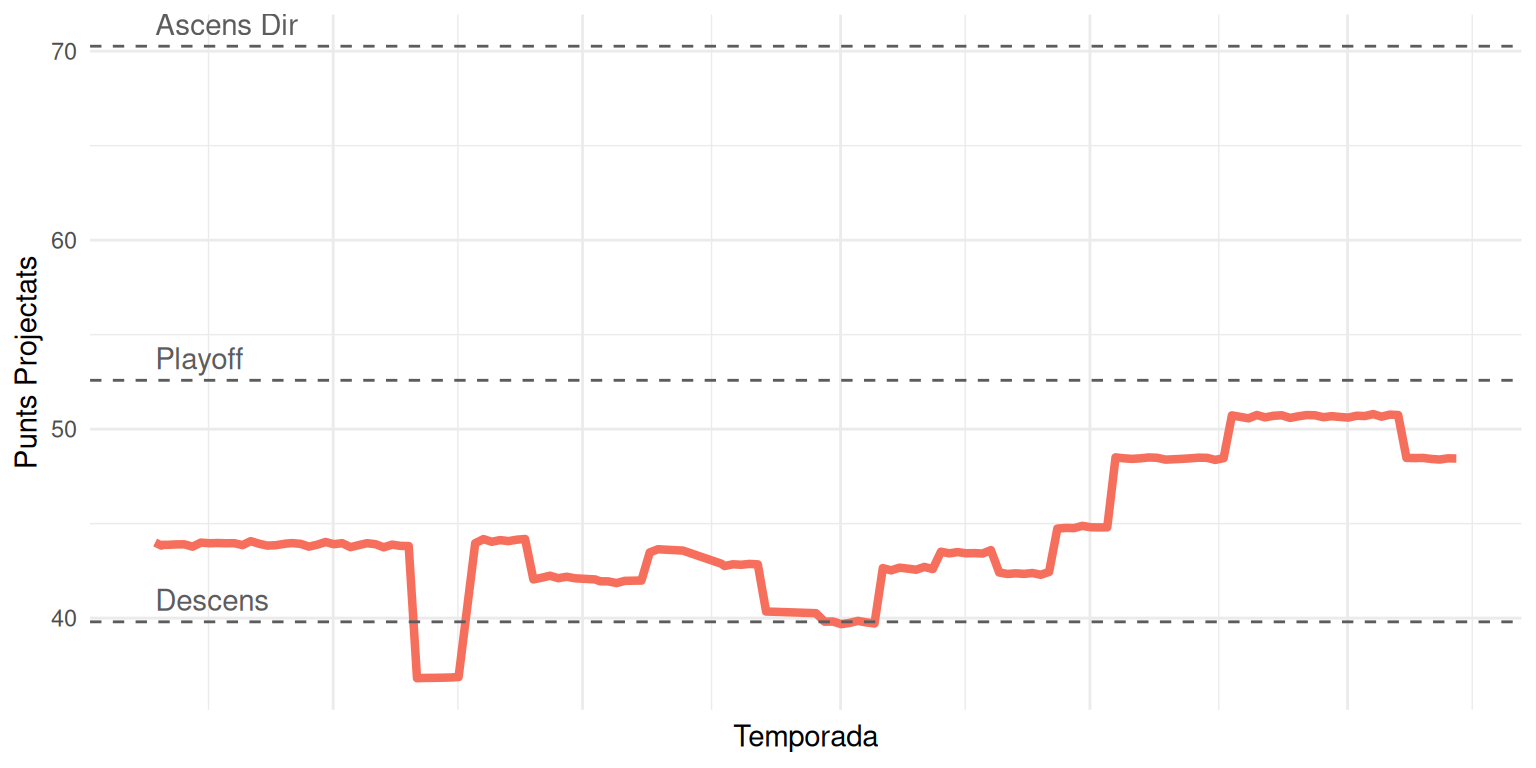 Ascens Dir
70
60
Playoff
50
Descens
40
Punts Projectats
Temporada